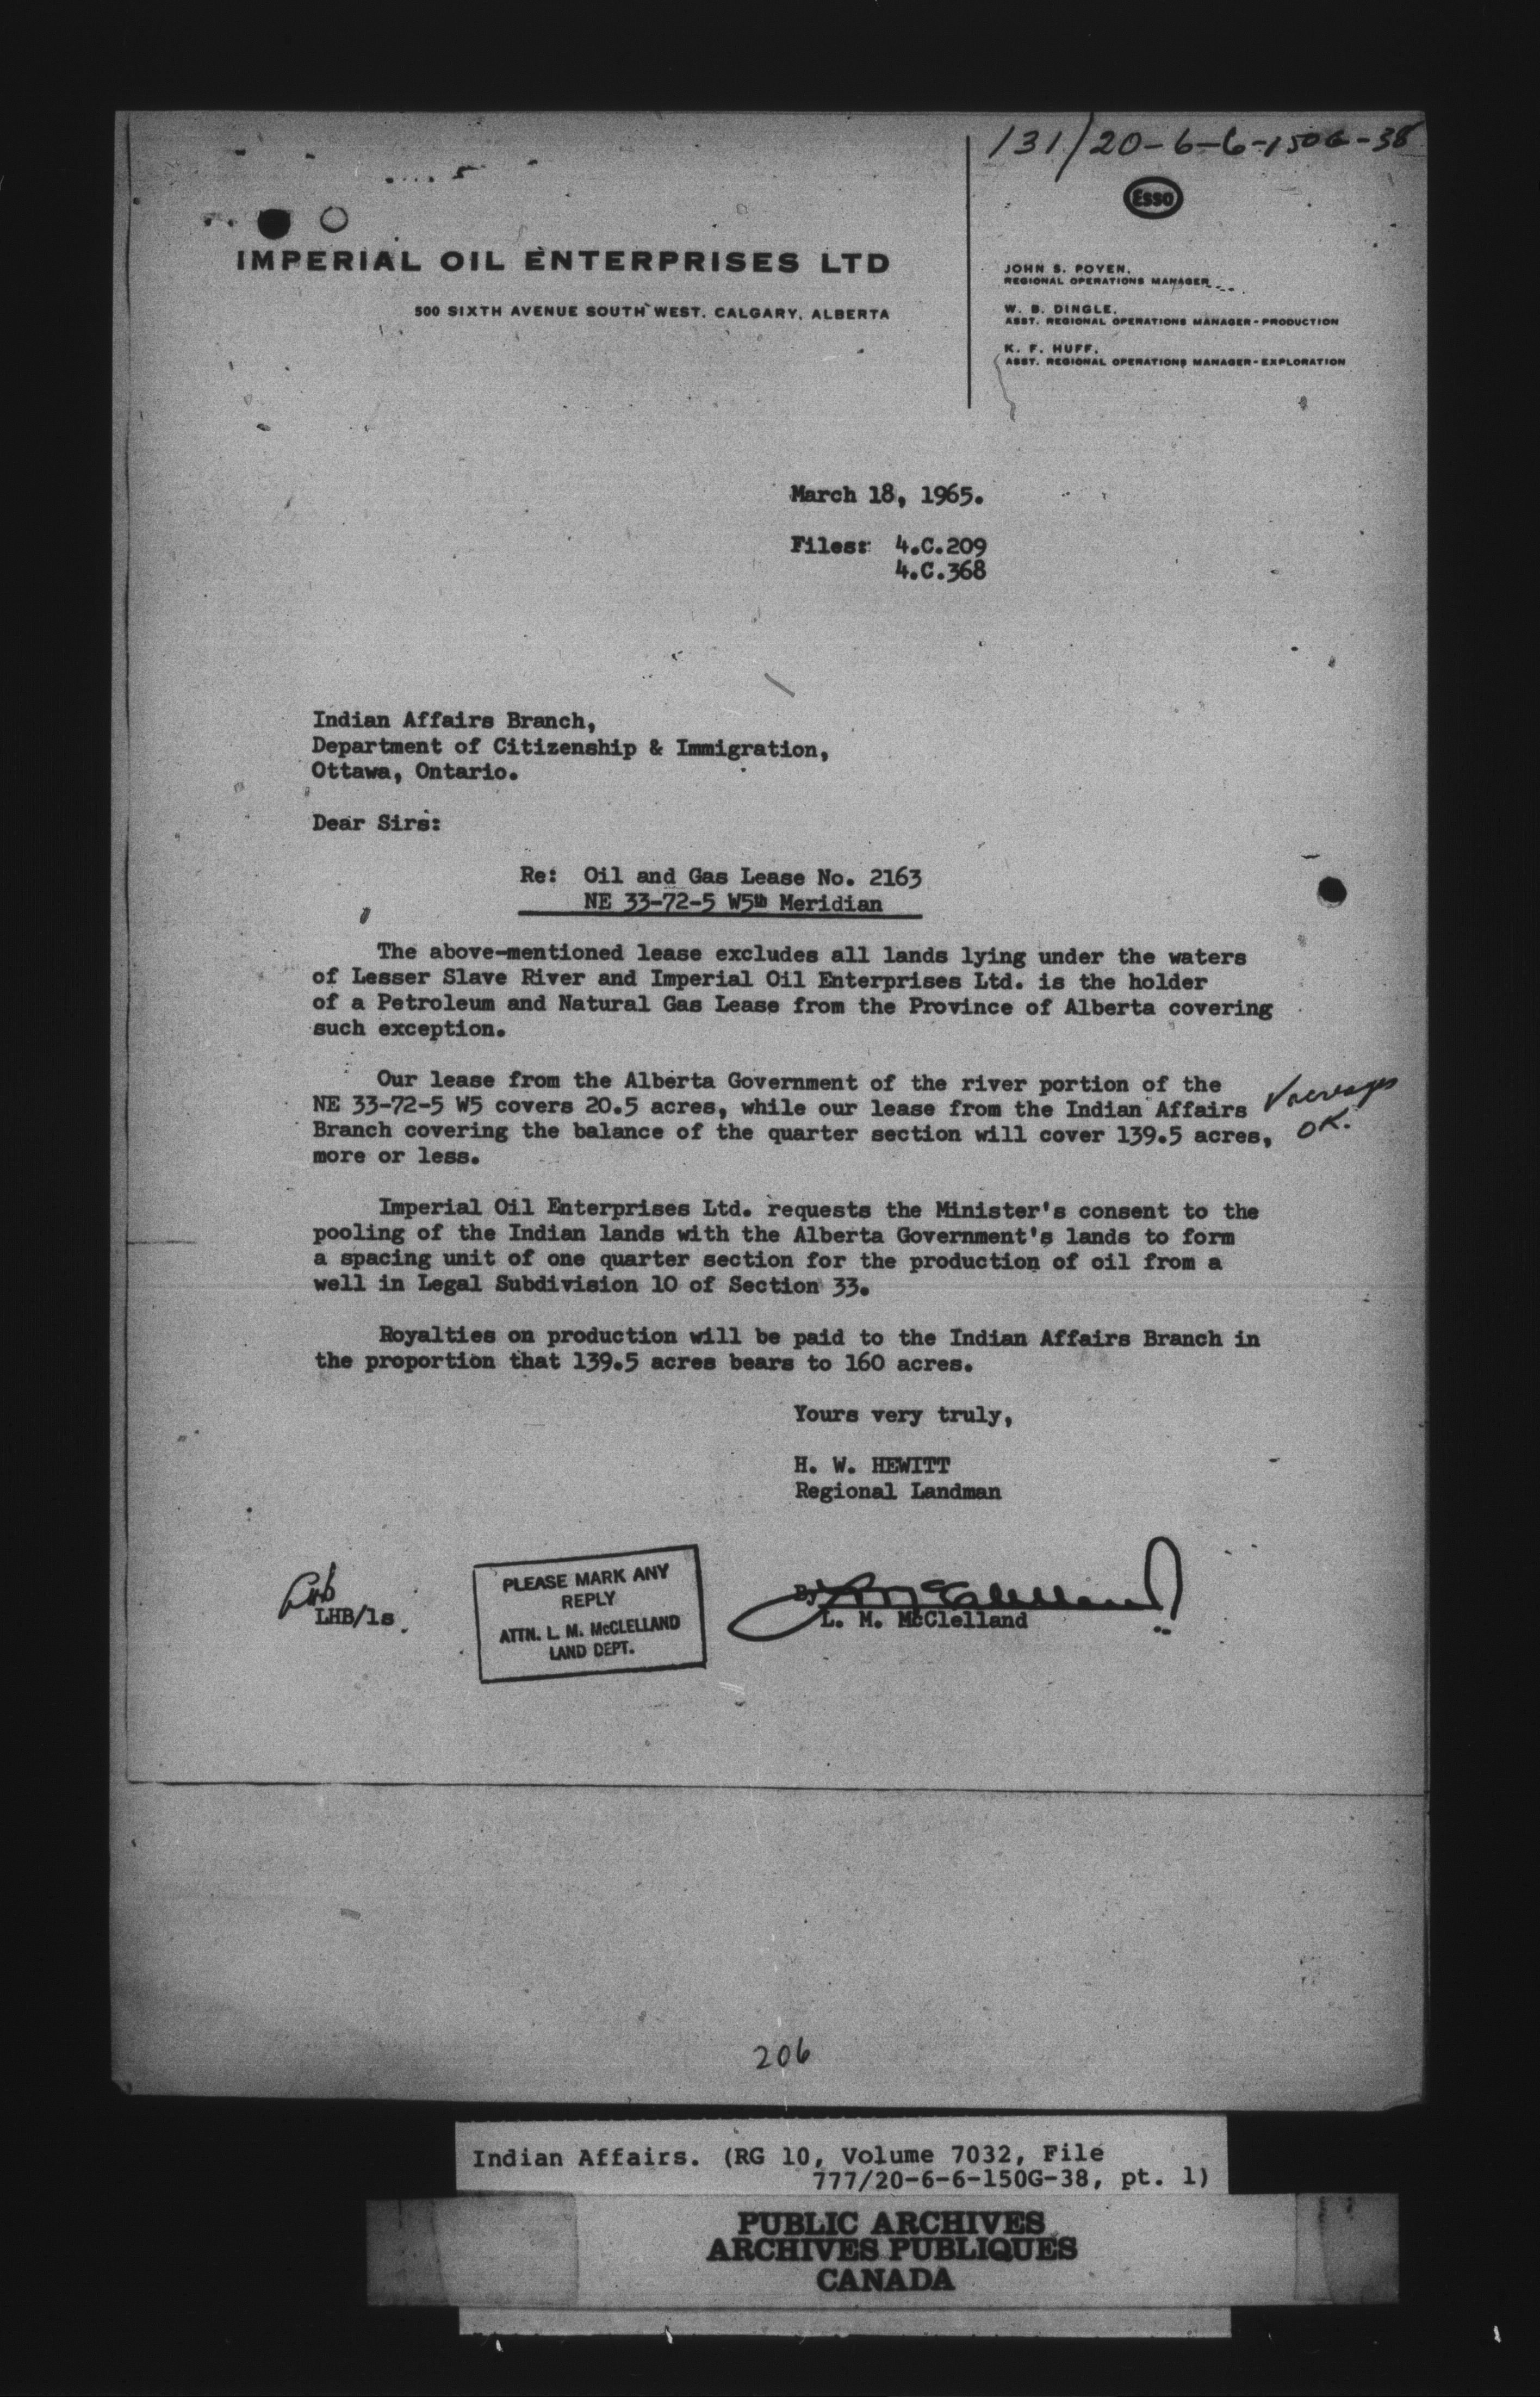 131/20-6-6-150G-38
Esso
IMPERIAL OIL ENTERPRISES LTD
500 SIXTH AVENUE SOUTH WEST, CALGARY, ALBERTA
JOHN S. POYEN,
REGIONAL OPERATIONS MANAGER
W. B. DINGLE,
ASST. REGIONAL OPERATIONS MANAGER-PRODUCTION
K. F. HUFF,
ASST. REGIONAL OPERATIONS MANAGER-EXPLORATION
March 18, 1965.
Files: 4.C.209
4.C.368
Indian Affairs Branch,
Department of Citizenship & Immigration,
Ottawa, Ontario.
Dear Sirs:
Re: Oil and Gas Lease No. 2163
NE 33-72-5 W5th Meridian
The above-mentioned lease excludes all lands lying under the waters
of Lesser Slave River and Imperial Oil Enterprises Ltd. is the holder
of a Petroleum and Natural Gas Lease from the Province of Alberta covering
such exception.
Our lease from the Alberta Government of the river portion of the
NE 33-72-5 W5 covers 20.5 acres, while our lease from the Indian Affairs
Branch covering the balance of the quarter section will cover 139.5 acres,
more or less.
✓ acreages
OK.
Imperial Oil Enterprises Ltd. requests the Minister's consent to the
pooling of the Indian lands with the Alberta Government's lands to form
a spacing unit of one quarter section for the production of oil from a
well in Legal Subdivision 10 of Section 33.
Royalties on production will be paid to the Indian Affairs Branch in
the proportion that 139.5 acres bears to 160 acres.
Yours very truly,
H. W. HEWITT
Regional Landman
By
L. M. McClelland
LHB/ls
PLEASE MARK ANY
REPLY
ATTN. L. M. McCLELLAND
LAND DEPT.
206
Indian Affairs. (RG 10, Volume 7032, File
777/20-6-6-150G-38, pt. 1)
PUBLIC ARCHIVES
ARCHIVES PUBLIQUES
CANADA